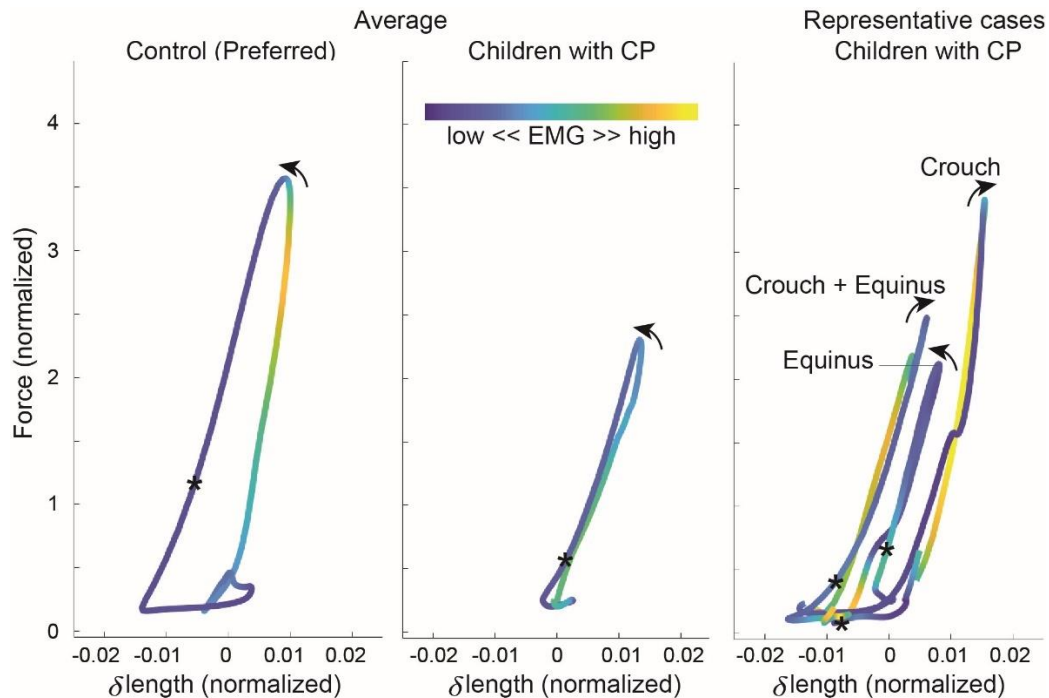 Average
Representative cases
Control (Preferred)
Children with CP
Children with CP
low << EMG >> high
Crouch
Crouch + Equinus
Equinus
Force (normalized)
4
3
2
1
0
*
*
*
*
*
-0.02 -0.01 0 0.01 0.02
-0.02 -0.01 0 0.01 0.02
-0.02 -0.01 0 0.01 0.02
δlength (normalized)
δlength (normalized)
δlength (normalized)